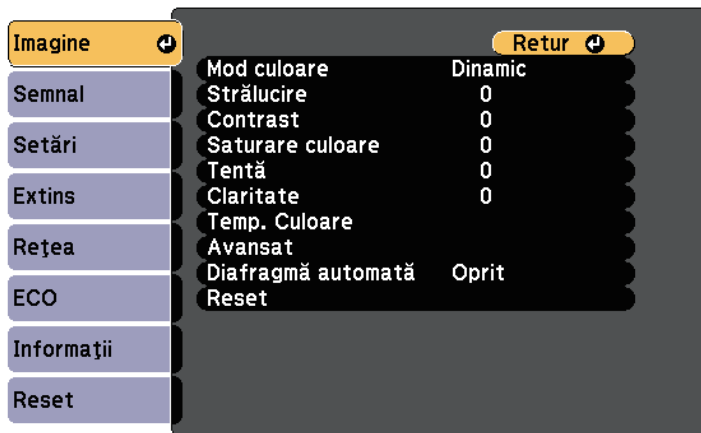 Imagine
Semnal
Setări
Extins
Reţea
ECO
Informaţii
Reset
Retur
Mod culoare Dinamic
Strălucire 0
Contrast 0
Saturare culoare 0
Tentă 0
Claritate 0
Temp. Culoare
Avansat
Diafragmă automată Oprit
Reset